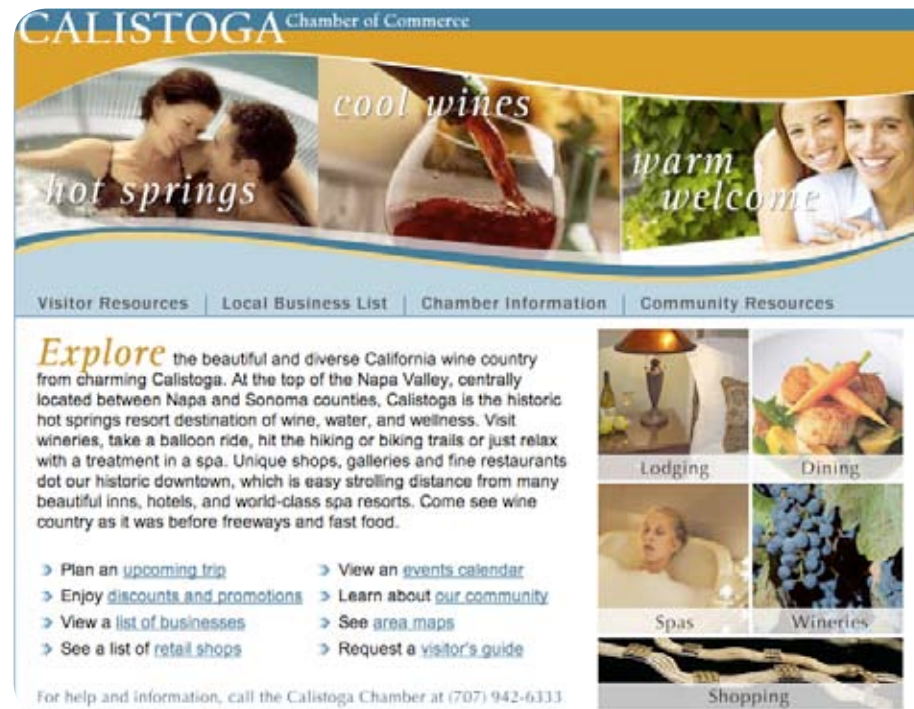 CALISTOGA Chamber of Commerce
hot springs
cool wines
warm
welcome
Visitor Resources | Local Business List | Chamber Information | Community Resources
Explore the beautiful and diverse California wine country
from charming Calistoga. At the top of the Napa Valley, centrally
located between Napa and Sonoma counties, Calistoga is the historic
hot springs resort destination of wine, water, and wellness. Visit
wineries, take a balloon ride, hit the hiking or biking trails or just relax
with a treatment in a spa. Unique shops, galleries and fine restaurants
dot our historic downtown, which is easy strolling distance from many
beautiful inns, hotels, and world-class spa resorts. Come see wine
country as it was before freeways and fast food.
Plan an upcoming trip
Enjoy discounts and promotions
View a list of businesses
See a list of retail shops
View an events calendar
Learn about our community
See area maps
Request a visitor's guide
For help and information, call the Calistoga Chamber at (707) 942-6333
Lodging
Dining
Spas
Wineries
Shopping